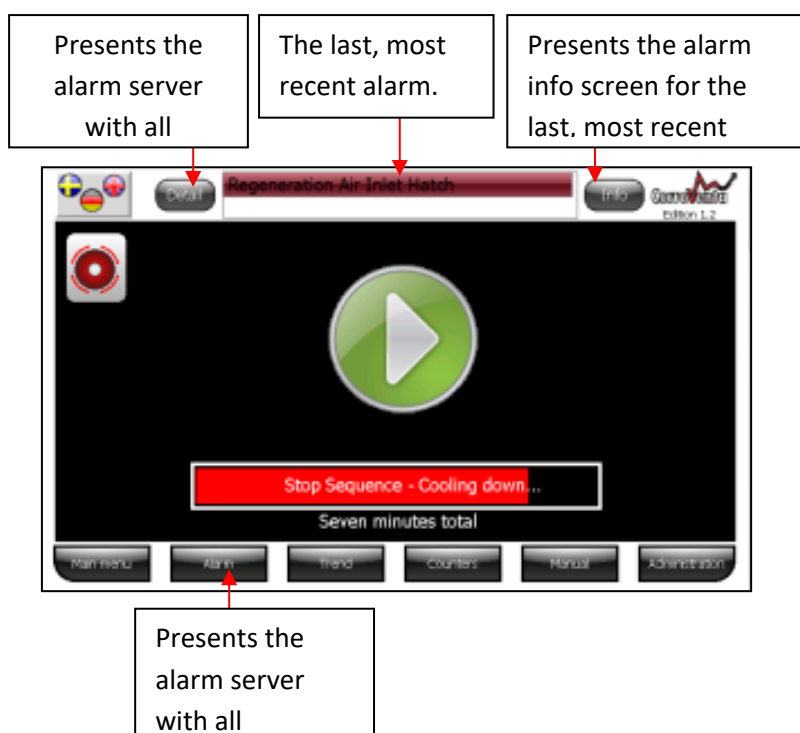 Presents the
alarm server
with all
The last, most
recent alarm.
Presents the alarm
info screen for the
last, most recent
Detail
Regeneration Air Inlet Hatch
Info
CorroVenta
Edition 1.2
Stop Sequence - Cooling down...
Seven minutes total
Main menu
Alarm
Trend
Counters
Manual
Administration
Presents the
alarm server
with all